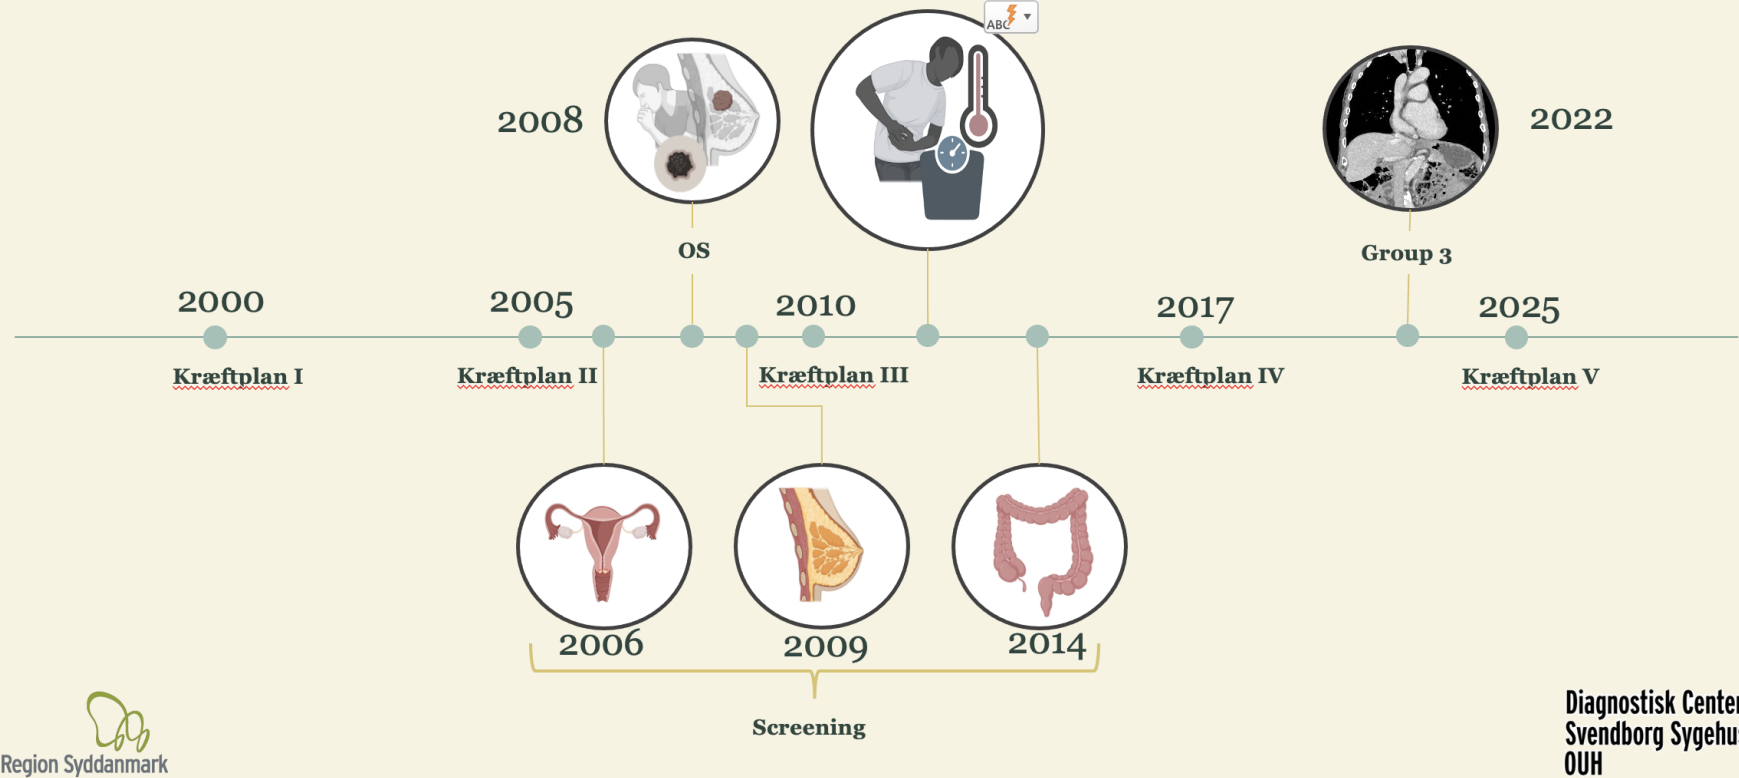 ABC
2008
2022
OS
Group 3
2000
2005
2010
2017
2025
Kræftplan I
Kræftplan II
Kræftplan III
Kræftplan IV
Kræftplan V
2006
2009
2014
Screening
Region Syddanmark
Diagnostisk Center
Svendborg Sygehus
OUH